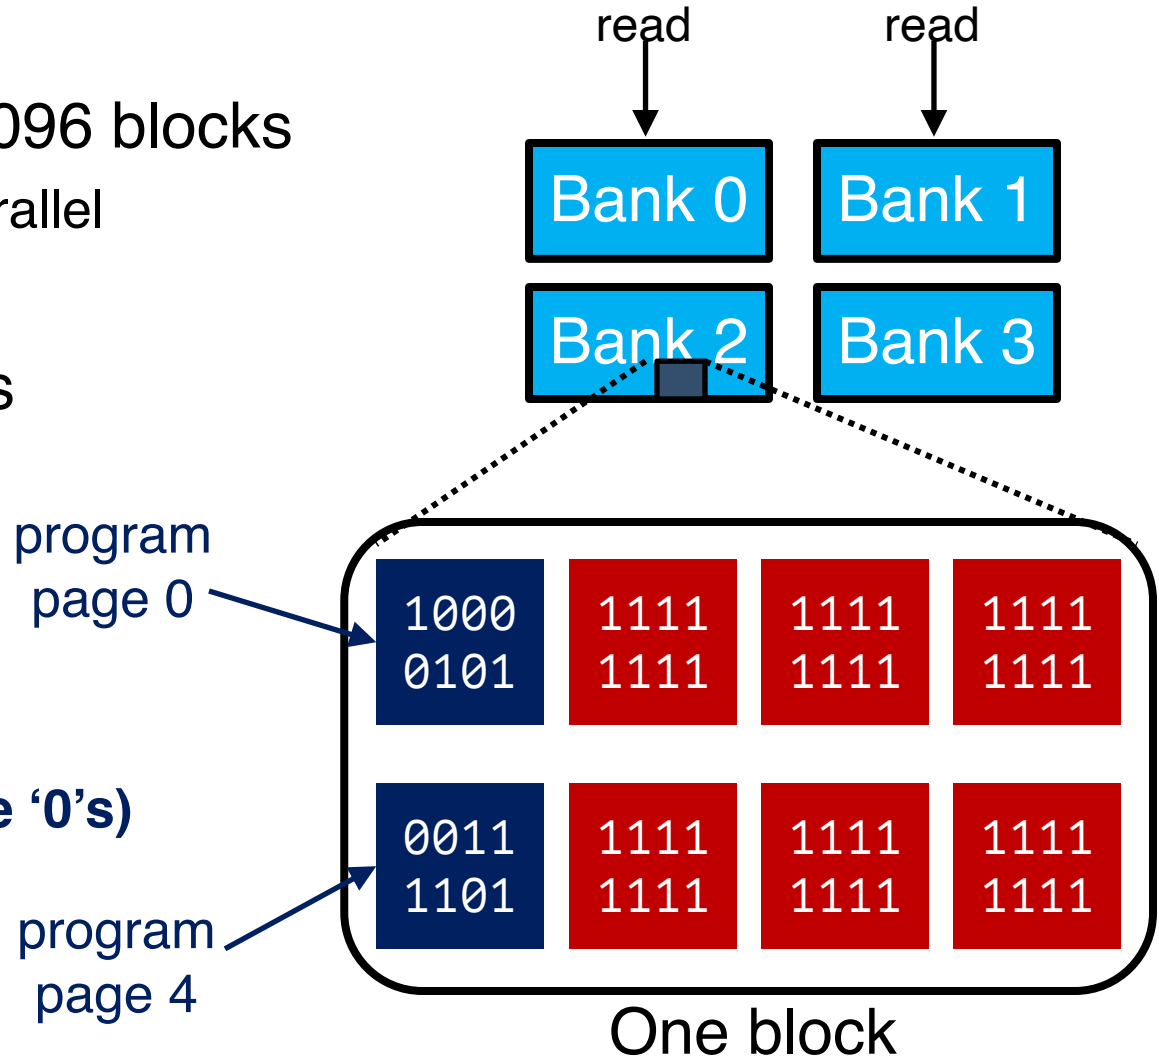 read read
096 blocks
rallel
Bank 0 Bank 1
Bank 2 Bank 3
s
program
page 0
1000 1111 1111 1111
0101 1111 1111 1111
e ‘0’s)
0011 1111 1111 1111
1101 1111 1111 1111
program
page 4
One block